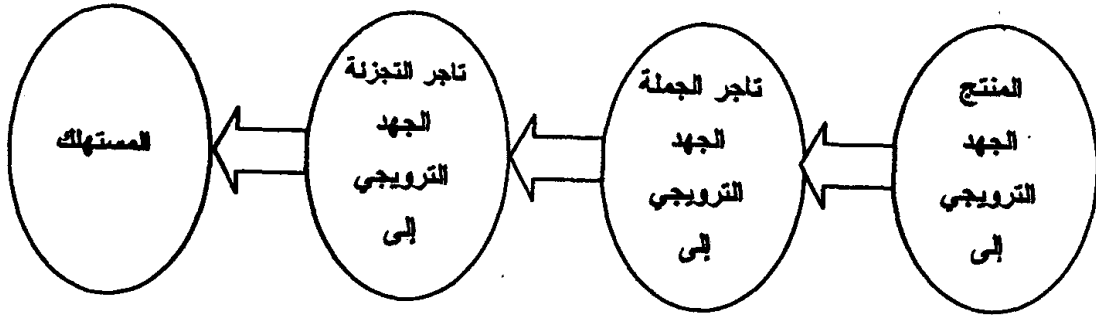 المنتج
الجهد
الترويجي
إلى
تاجر الجملة
الجهد
الترويجي
إلى
تاجر التجزئة
الجهد
الترويجي
إلى
المستهلك